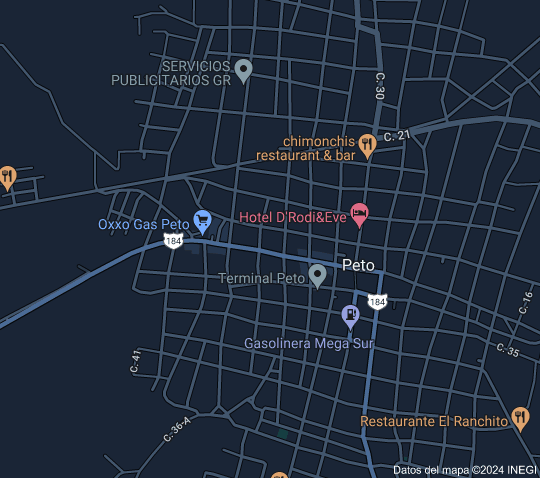 SERVICIOS
PUBLICITARIOS GR
C. 30
C. 21
chimonchis
restaurant & bar
Hotel D'Rodi&Eve
Oxxo Gas Peto
184
Peto
Terminal Peto
184
C-16
Gasolinera Mega Sur
C. 35
C. 41
Restaurante El Ranchito
C. 36-A
Datos del mapa ©2024 INEGI